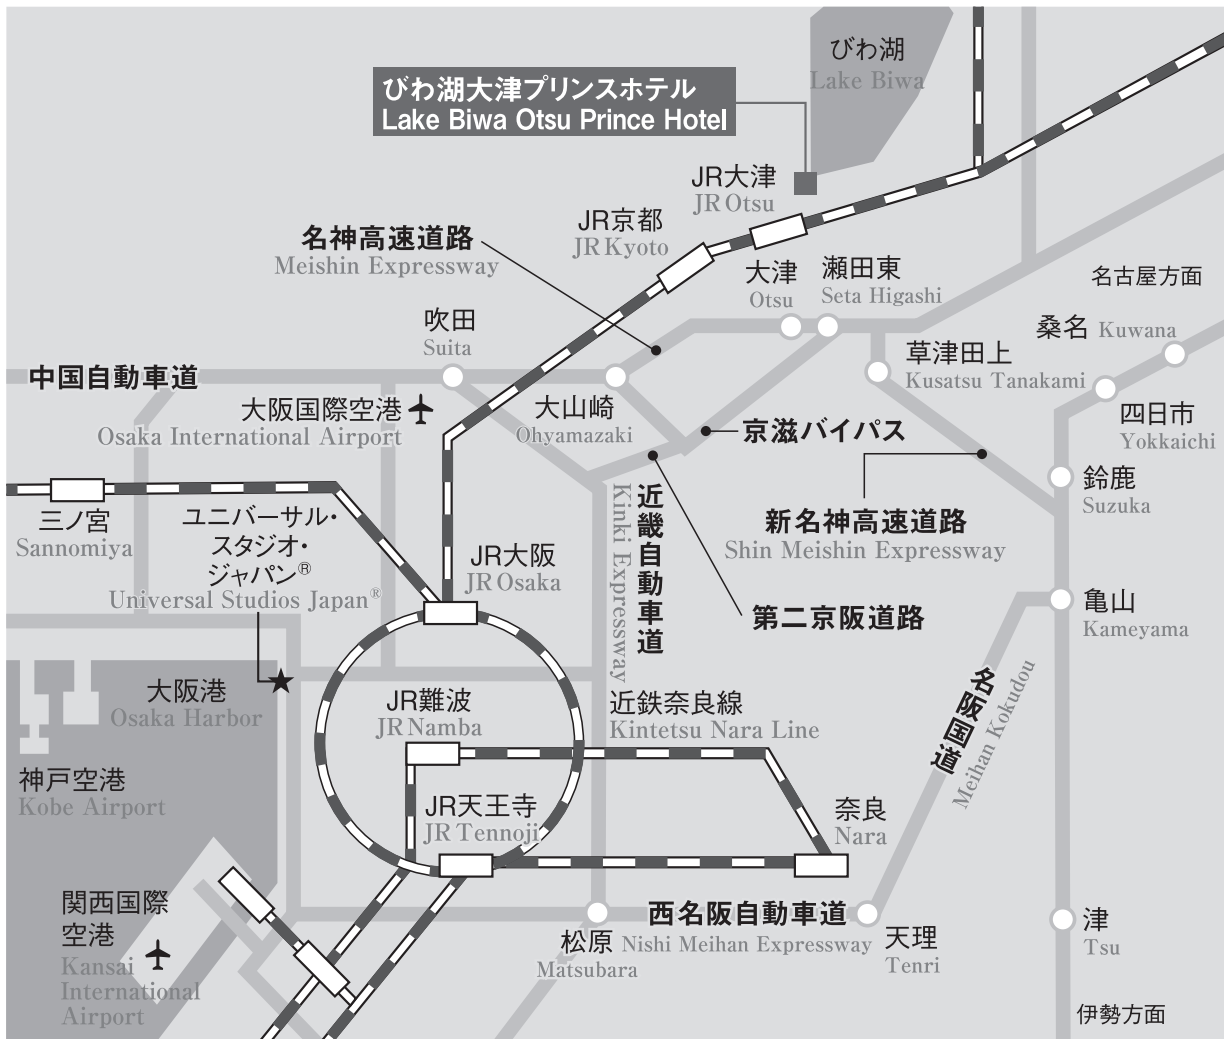 びわ湖
Lake Biwa
びわ湖大津プリンスホテル
Lake Biwa Otsu Prince Hotel
JR大津
JR Otsu
JR京都
JR Kyoto
名神高速道路
Meishin Expressway
大津
Otsu
瀬田東
Seta Higashi
名古屋方面
吹田
Suita
桑名 Kuwana
草津田上
Kusatsu Tanakami
中国自動車道
大阪国際空港
Osaka International Airport
大山崎
Ohyamazaki
京滋バイパス
四日市
Yokkaichi
三ノ宮
Sannomiya
ユニバーサル・
スタジオ・
ジャパン®
Universal Studios Japan®
近畿自動車道
Kinki Expressway
新名神高速道路
Shin Meishin Expressway
鈴鹿
Suzuka
JR大阪
JR Osaka
第二京阪道路
亀山
Kameyama
大阪港
Osaka Harbor
JR難波
JR Namba
近鉄奈良線
Kintetsu Nara Line
名阪国道
Meihan Kokudou
神戸空港
Kobe Airport
JR天王寺
JR Tennoji
奈良
Nara
関西国際
空港
Kansai
International
Airport
松原
Matsubara
西名阪自動車道
Nishi Meihan Expressway
天理
Tenri
津
Tsu
伊勢方面